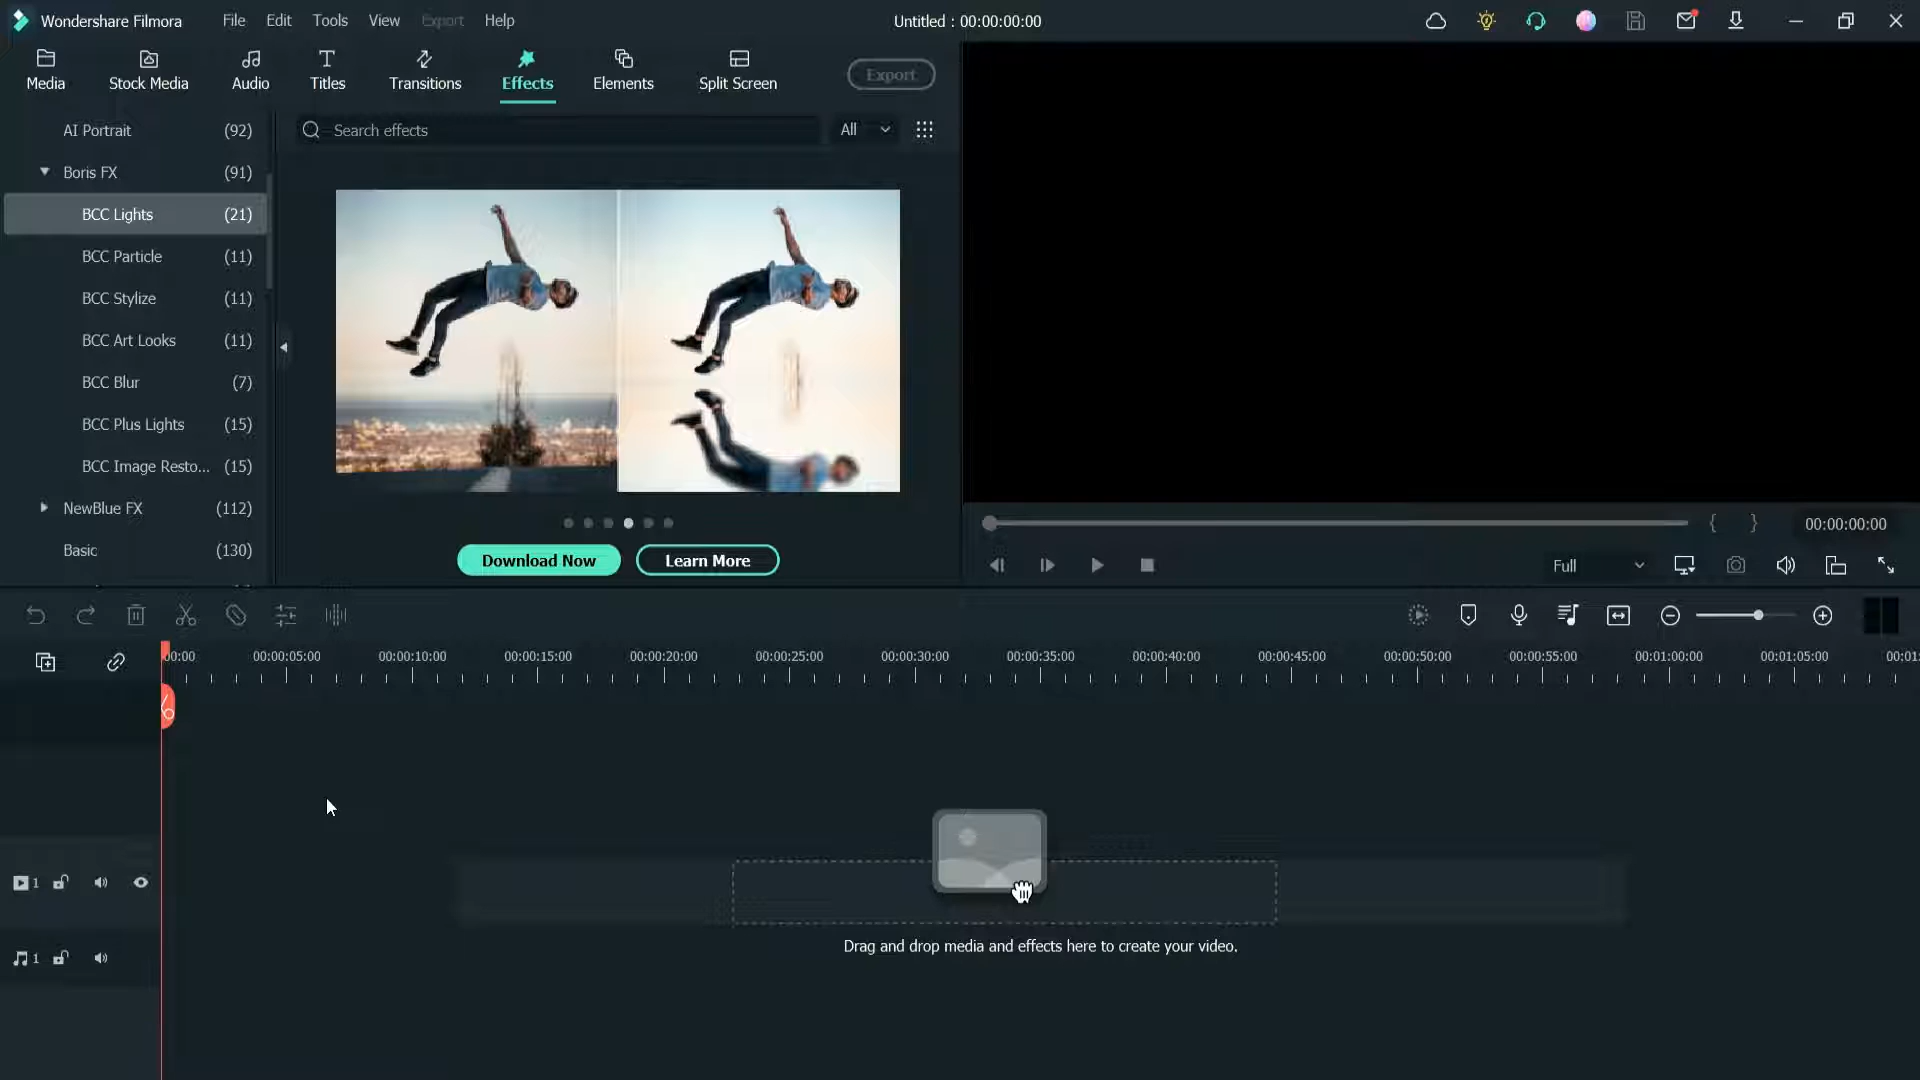 Wondershare Filmora
File
Edit
Tools
View
Export
Help
Untitled : 00:00:00:00
Media
Stock Media
Audio
Titles
Transitions
Effects
Elements
Split Screen
Export
AI Portrait (92)
Boris FX (91)
BCC Lights (21)
BCC Particle (11)
BCC Stylize (11)
BCC Art Looks (11)
BCC Blur (7)
BCC Plus Lights (15)
BCC Image Resto... (15)
NewBlue FX (112)
Basic (130)
Search effects
All
Download Now
Learn More
{ }
00:00:00:00
Full
00:00
00:00:05:00
00:00:10:00
00:00:15:00
00:00:20:00
00:00:25:00
00:00:30:00
00:00:35:00
00:00:40:00
00:00:45:00
00:00:50:00
00:00:55:00
00:01:00:00
00:01:05:00
00:01:
1
1
Drag and drop media and effects here to create your video.